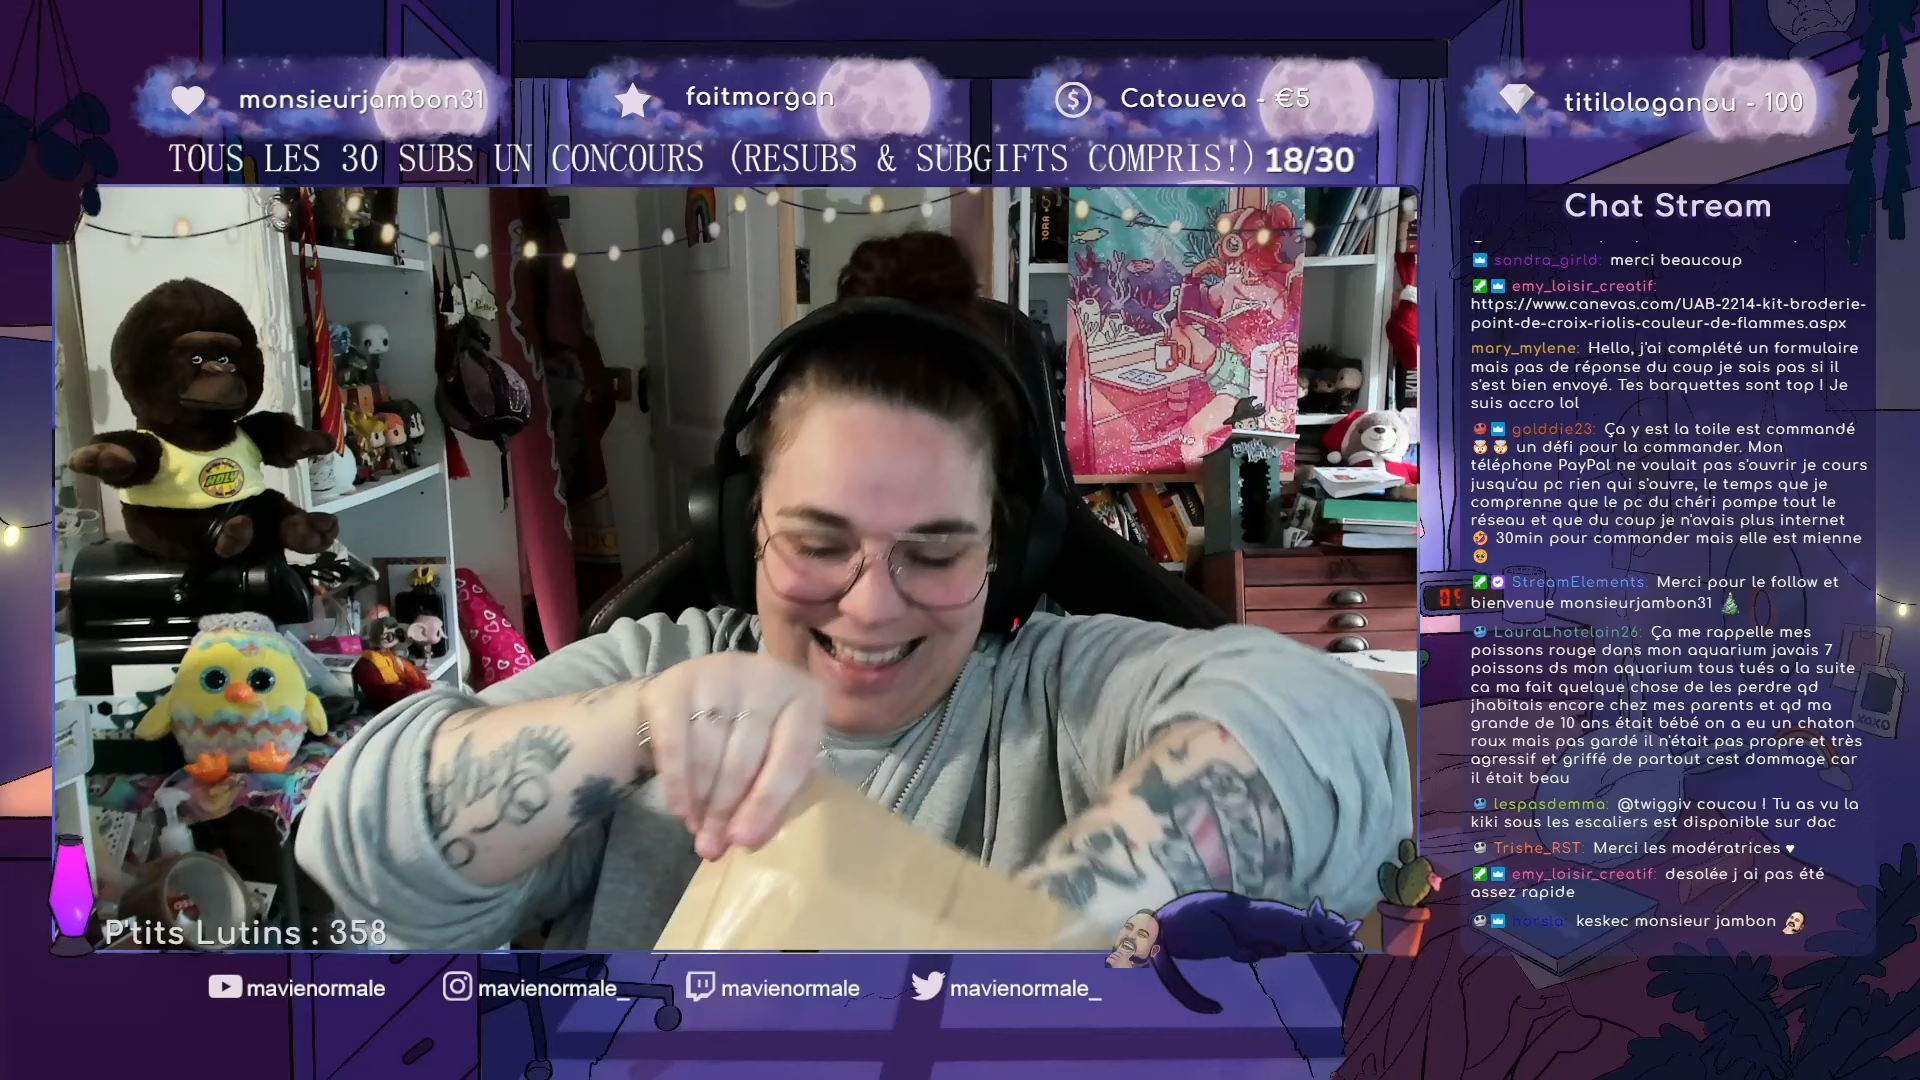 monsieurjambon31
faitmorgan
Catoueva - €5
titilologanou - 100
TOUS LES 30 SUBS UN CONCOURS (RESUBS & SUBGIFTS COMPRIS!) 18/30
Chat Stream
sandra_girld: merci beaucoup
emy_loisir_creatif:
https://www.canevas.com/UAB-2214-kit-broderie-
point-de-croix-riolis-couleur-de-flammes.aspx
mary_mylene: Hello, j'ai complété un formulaire
mais pas de réponse du coup je sais pas si il
s'est bien envoyé. Tes barquettes sont top ! Je
suis accro lol
golddie23: Ça y est la toile est commandé
🤯 🤯 un défi pour la commander. Mon
téléphone PayPal ne voulait pas s'ouvrir je cours
jusqu'au pc rien qui s'ouvre, le temps que je
comprenne que le pc du chéri pompe tout le
réseau et que du coup je n'avais plus internet
🤣 30min pour commander mais elle est mienne
🥹
StreamElements: Merci pour le follow et
bienvenue monsieurjambon31
LauraLhotelain26: Ça me rappelle mes
poissons rouge dans mon aquarium javais 7
poissons ds mon aquarium tous tués a la suite
ca ma fait quelque chose de les perdre qd
jhabitais encore chez mes parents et qd ma
grande de 10 ans était bébé on a eu un chaton
roux mais pas gardé il n'était pas propre et très
agressif et griffé de partout cest dommage car
il était beau
lespasdemma: @twiggiv coucou ! Tu as vu la
kiki sous les escaliers est disponible sur dac
Trishe_RST: Merci les modératrices ♥
emy_loisir_creatif: desolée j ai pas été
assez rapide
horsla: keskec monsieur jambon
HOLY
XOXO
P'tits Lutins : 358
mavienormale
mavienormale_
mavienormale
mavienormale_